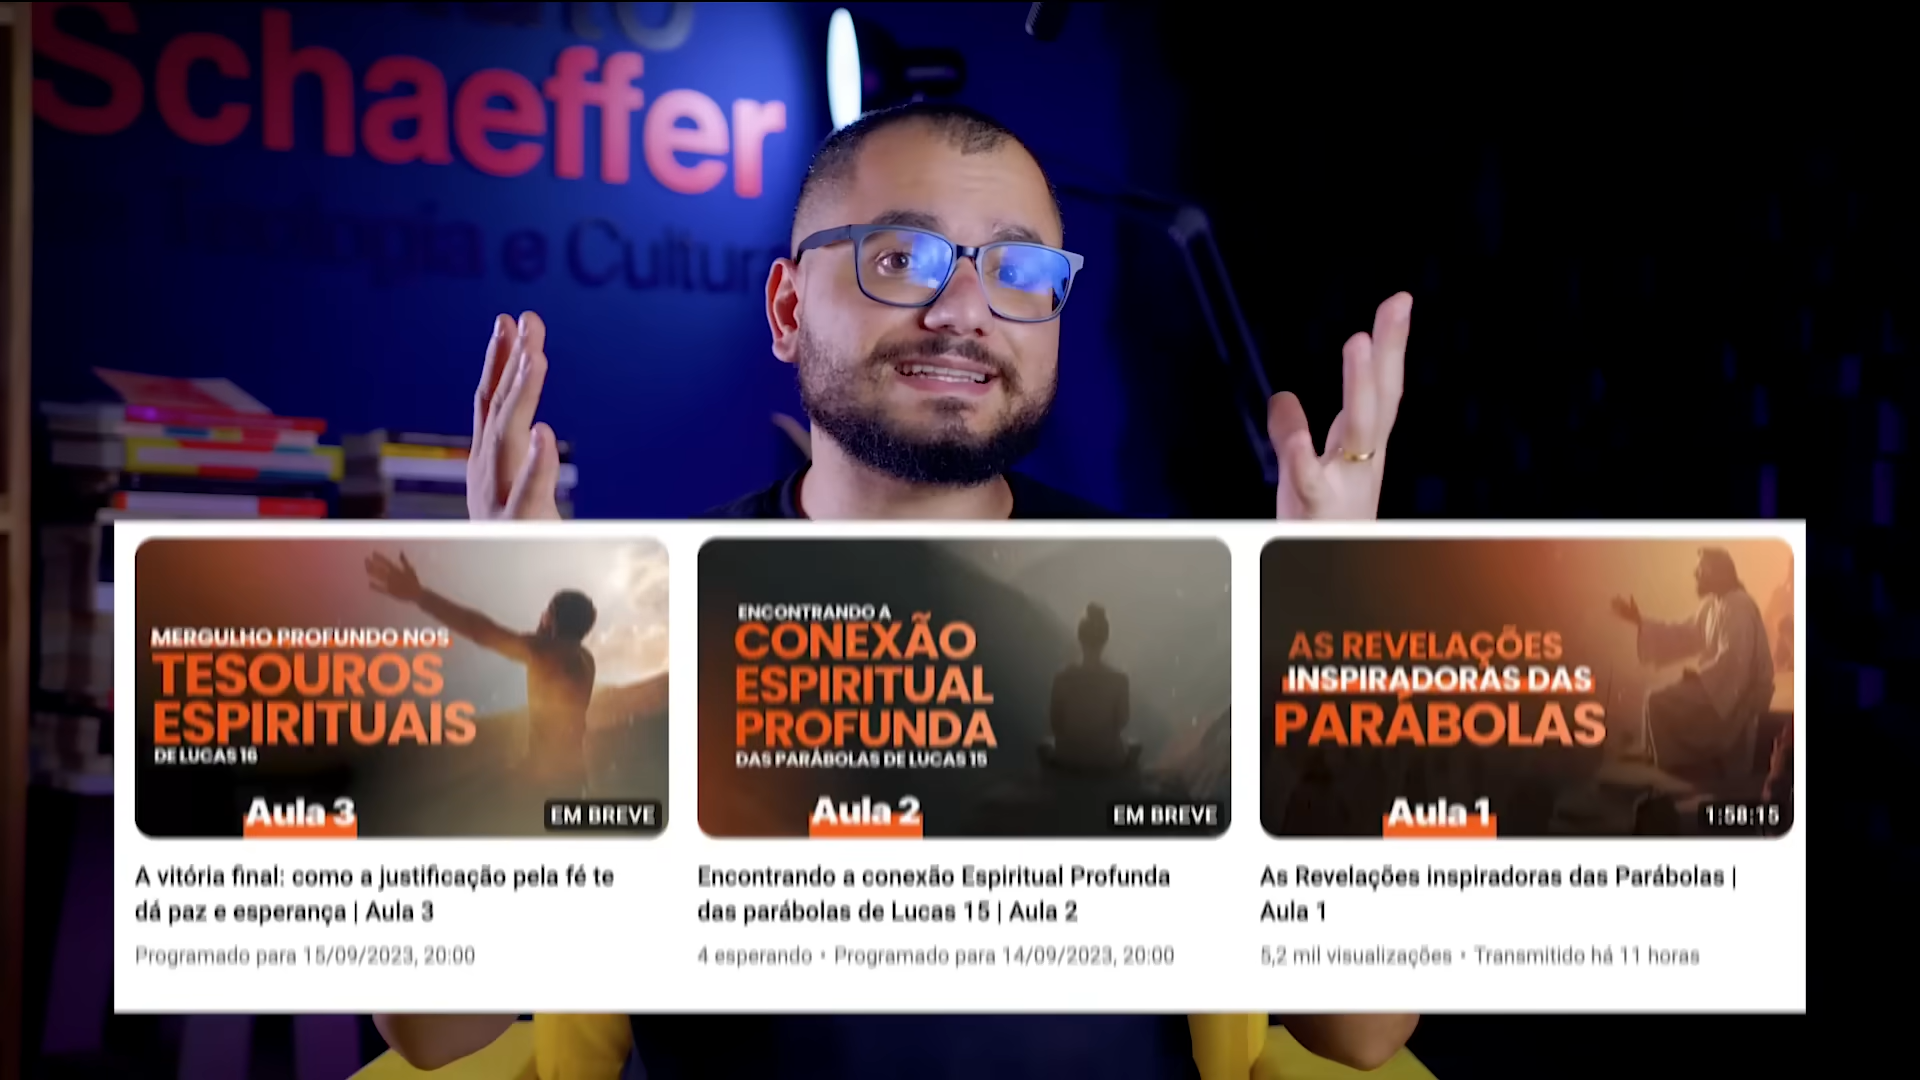 Schaeffer
Teologia e Cultur
MERGULHO PROFUNDO NOS
TESOUROS
ESPIRITUAIS
DE LUCAS 16
Aula 3
EM BREVE
A vitória final: como a justificação pela fé te
dá paz e esperança | Aula 3
Programado para 15/09/2023, 20:00
ENCONTRANDO A
CONEXÃO
ESPIRITUAL
PROFUNDA
DAS PARÁBOLAS DE LUCAS 15
Aula 2
EM BREVE
Encontrando a conexão Espiritual Profunda
das parábolas de Lucas 15 | Aula 2
4 esperando • Programado para 14/09/2023, 20:00
AS REVELAÇÕES
INSPIRADORAS DAS
PARÁBOLAS
Aula 1
1:58:15
As Revelações inspiradoras das Parábolas |
Aula 1
5,2 mil visualizações • Transmitido há 11 horas